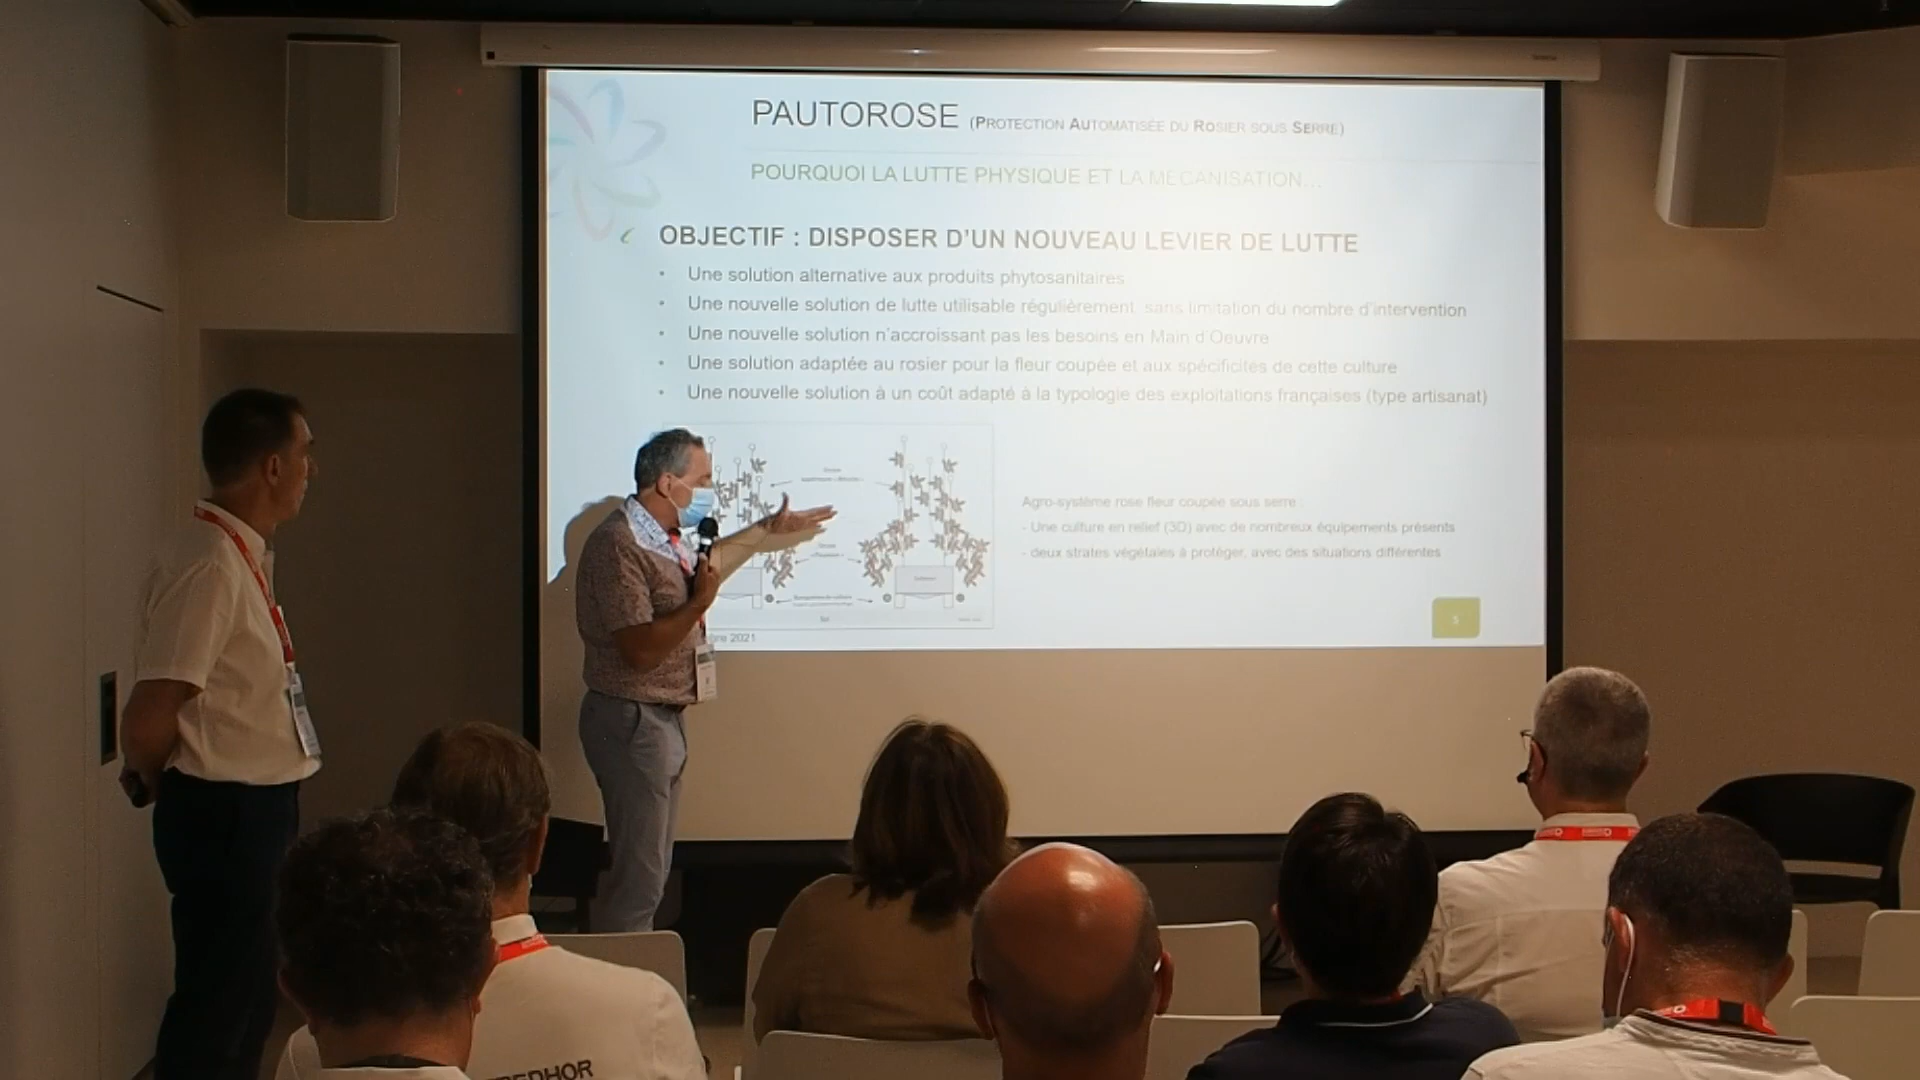 PAUTOROSE (PROTECTION AUTOMATISÉE DU ROSIER SOUS SERRE)
POURQUOI LA LUTTE PHYSIQUE ET LA MÉCANISATION…
OBJECTIF : DISPOSER D'UN NOUVEAU LEVIER DE LUTTE
• Une solution alternative aux produits phytosanitaires
• Une nouvelle solution de lutte utilisable régulièrement, sans limitation du nombre d'intervention
• Une nouvelle solution n'accroissant pas les besoins en Main d'Oeuvre
• Une solution adaptée au rosier pour la fleur coupée et aux spécificités de cette culture
• Une nouvelle solution à un coût adapté à la typologie des exploitations françaises (type artisanat)
Agro-système rose fleur coupée sous serre :
- Une culture en relief (3D) avec de nombreux équipements présents
- deux strates végétales à protéger, avec des situations différentes
5
bre 2021
REDHOR